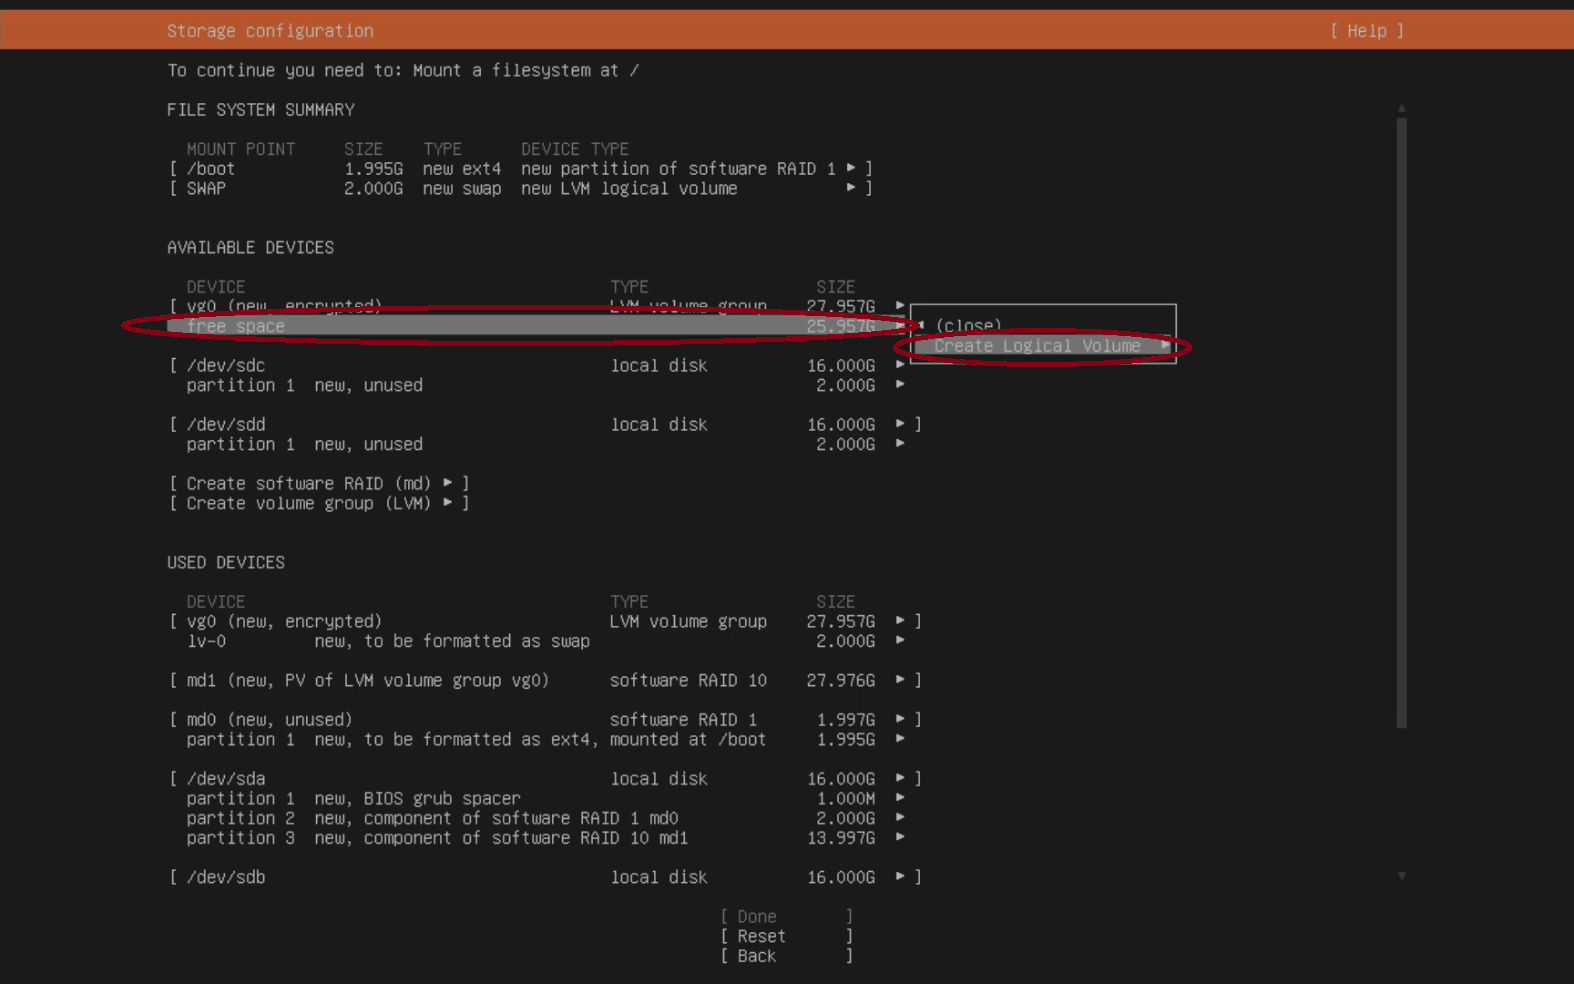 Storage configuration [ Help ]
To continue you need to: Mount a filesystem at /
FILE SYSTEM SUMMARY
MOUNT POINT SIZE TYPE DEVICE TYPE
[ /boot 1.995G new ext4 new partition of software RAID 1 ▸ ]
[ SWAP 2.000G new swap new LVM logical volume ▸ ]
AVAILABLE DEVICES
DEVICE TYPE SIZE
[ vg0 (new, encrypted) LVM volume group 27.957G ▸
free space 25.957G ▸
◂ (close)
Create Logical Volume ▸
[ /dev/sdc local disk 16.000G ▸
partition 1 new, unused 2.000G ▸
[ /dev/sdd local disk 16.000G ▸ ]
partition 1 new, unused 2.000G ▸
[ Create software RAID (md) ▸ ]
[ Create volume group (LVM) ▸ ]
USED DEVICES
DEVICE TYPE SIZE
[ vg0 (new, encrypted) LVM volume group 27.957G ▸ ]
lv-0 new, to be formatted as swap 2.000G ▸
[ md1 (new, PV of LVM volume group vg0) software RAID 10 27.976G ▸ ]
[ md0 (new, unused) software RAID 1 1.997G ▸ ]
partition 1 new, to be formatted as ext4, mounted at /boot 1.995G ▸
[ /dev/sda local disk 16.000G ▸ ]
partition 1 new, BIOS grub spacer 1.000M ▸
partition 2 new, component of software RAID 1 md0 2.000G ▸
partition 3 new, component of software RAID 10 md1 13.997G ▸
[ /dev/sdb local disk 16.000G ▸ ]
[ Done ]
[ Reset ]
[ Back ]